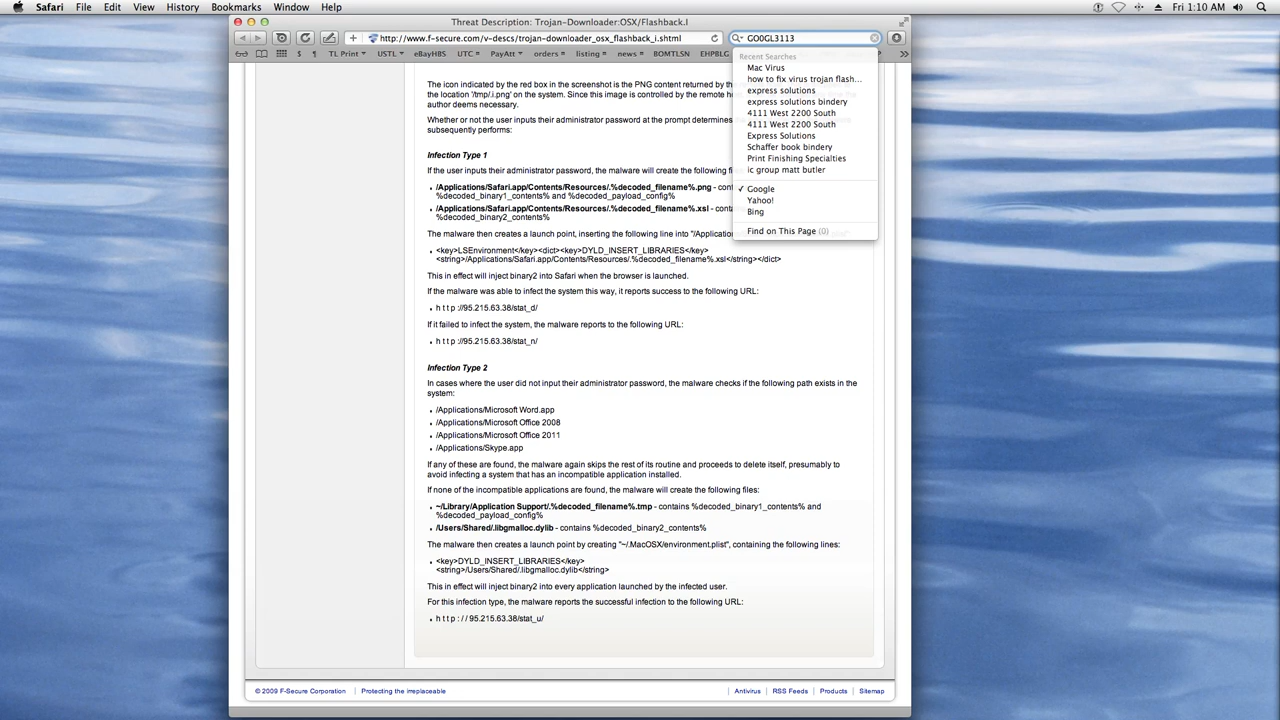 Safari File Edit View History Bookmarks Window Help Fri 1:10 AM
Threat Description: Trojan-Downloader:OSX/Flashback.I
http://www.f-secure.com/v-descs/trojan-downloader_osx_flashback_i.shtml GO0GL3113
TL Print USTL eBayHBS UTC PayAtt orders listing news BOMTLSN EHPBLG
Recent Searches
Mac Virus
how to fix virus trojan flash...
express solutions
express solutions bindery
4111 West 2200 South
4111 West 2200 South
Express Solutions
Schaffer book bindery
Print Finishing Specialties
ic group matt butler
✓ Google
Yahoo!
Bing
Find on This Page (0)
The icon indicated by the red box in the screenshot is the PNG content returned by the
the location '/tmp/i.png' on the system. Since this image is controlled by the remote
author deems necessary.
Whether or not the user inputs their administrator password at the prompt determines
subsequently performs:
Infection Type 1
If the user inputs their administrator password, the malware will create the following
• /Applications/Safari.app/Contents/Resources/.%decoded_filename%.png -
%decoded_binary1_contents% and %decoded_payload_config%
• /Applications/Safari.app/Contents/Resources/.%decoded_filename%.xsl -
%decoded_binary2_contents%
The malware then creates a launch point, inserting the following line into
• <key>LSEnvironment</key><dict><key>DYLD_INSERT_LIBRARIES</key>
<string>/Applications/Safari.app/Contents/Resources/.%decoded_filename%.xsl</string></dict>
This in effect will inject binary2 into Safari when the browser is launched.
If the malware was able to infect the system this way, it reports success to the following URL:
• h t t p ://95.215.63.38/stat_d/
If it failed to infect the system, the malware reports to the following URL:
• h t t p ://95.215.63.38/stat_n/
Infection Type 2
In cases where the user did not input their administrator password, the malware checks if the following path exists in the
system:
• /Applications/Microsoft Word.app
• /Applications/Microsoft Office 2008
• /Applications/Microsoft Office 2011
• /Applications/Skype.app
If any of these are found, the malware again skips the rest of its routine and proceeds to delete itself, presumably to
avoid infecting a system that has an incompatible application installed.
If none of the incompatible applications are found, the malware will create the following files:
• ~/Library/Application Support/.%decoded_filename%.tmp - contains %decoded_binary1_contents% and
%decoded_payload_config%
• /Users/Shared/.libgmalloc.dylib - contains %decoded_binary2_contents%
The malware then creates a launch point by creating "~/.MacOSX/environment.plist", containing the following lines:
• <key>DYLD_INSERT_LIBRARIES</key>
<string>/Users/Shared/.libgmalloc.dylib</string>
This in effect will inject binary2 into every application launched by the infected user.
For this infection type, the malware reports the successful infection to the following URL:
• h t t p : / / 95.215.63.38/stat_u/
© 2009 F-Secure Corporation | Protecting the irreplaceable Antivirus | RSS Feeds | Products | Sitemap